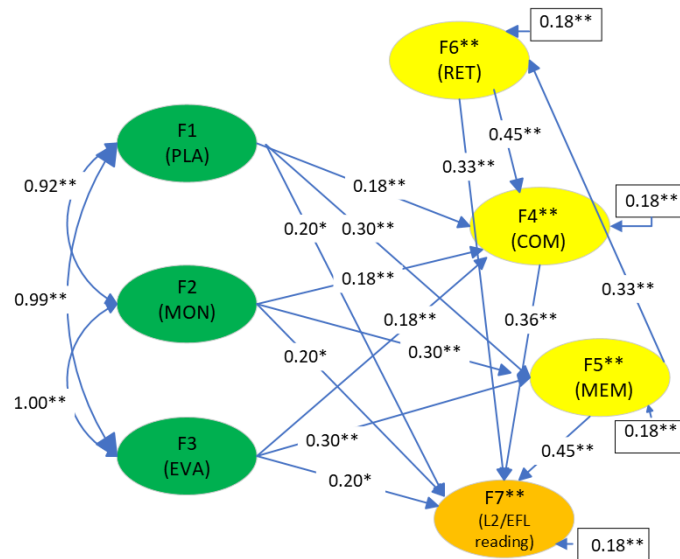 0.18**
F6**
(RET)
F1
(PLA)
0.45**
0.92**
0.33**
0.18**
0.18**
F4**
(COM)
0.20*
0.30**
0.99**
F2
(MON)
0.18**
0.18**
0.33**
0.36**
0.20*
0.30**
F5**
(MEM)
1.00**
F3
(EVA)
0.30**
0.18**
0.45**
0.20*
F7**
(L2/EFL
reading)
0.18**